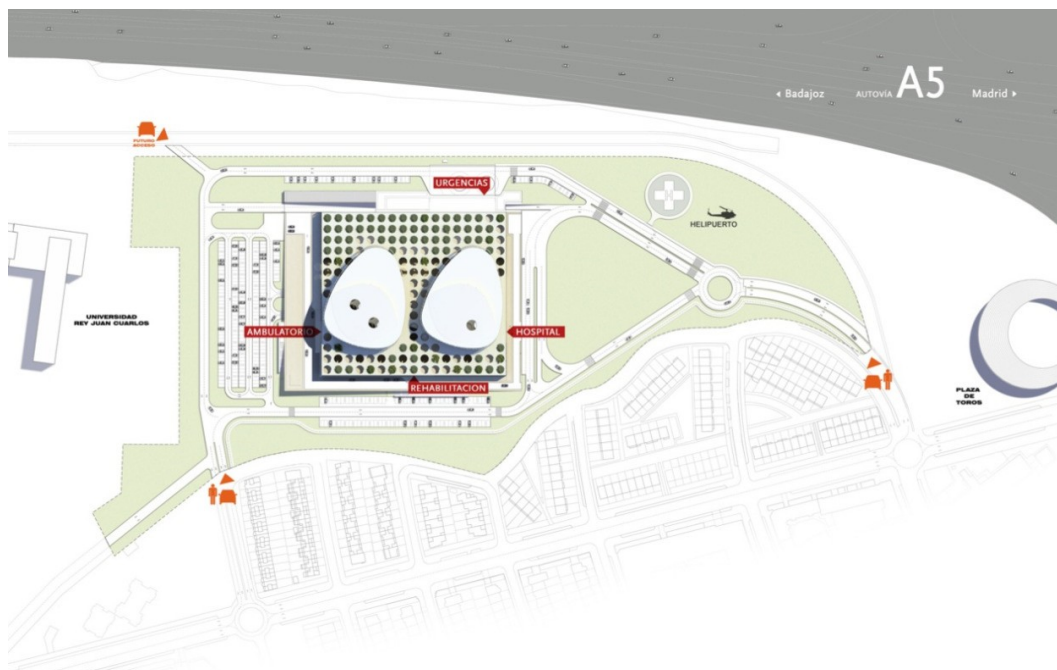 AUTOVÍA A5
Badajoz
Madrid
FUTURO
ACCESO
URGENCIAS
HELIPUERTO
UNIVERSIDAD
REY JUAN CUARLOS
AMBULATORIO
HOSPITAL
REHABILITACION
PLAZA
DE
TOROS